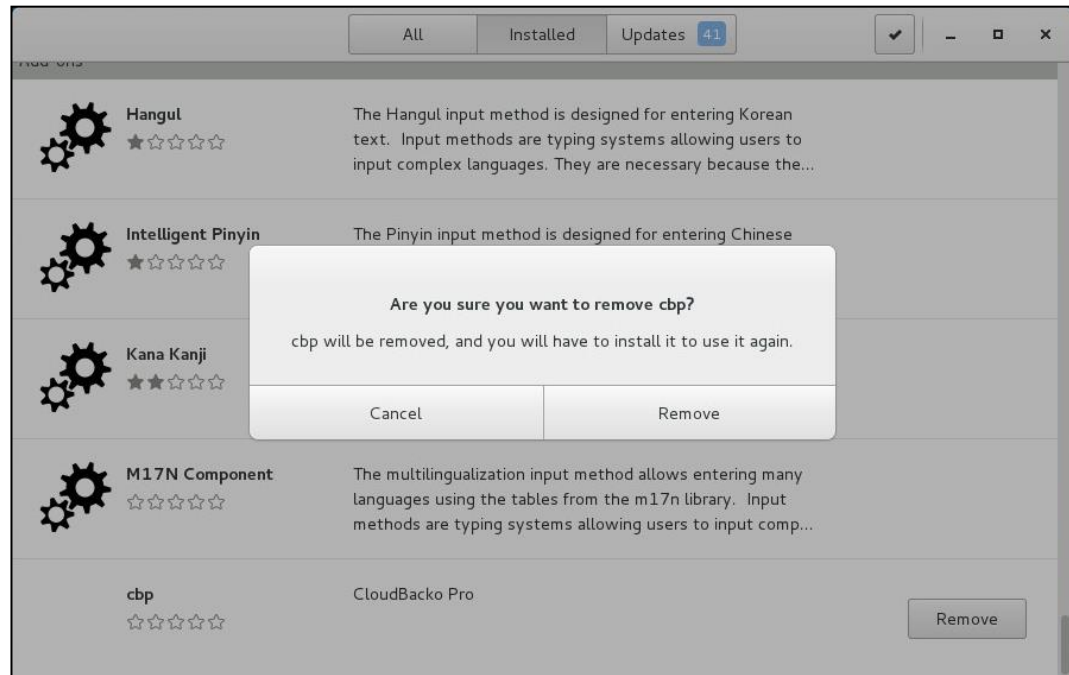 All Installed Updates 41
Add-ons
Hangul
The Hangul input method is designed for entering Korean
text. Input methods are typing systems allowing users to
input complex languages. They are necessary because the...
Intelligent Pinyin
The Pinyin input method is designed for entering Chinese
Are you sure you want to remove cbp?
cbp will be removed, and you will have to install it to use it again.
Cancel Remove
Kana Kanji
M17N Component
The multilingualization input method allows entering many
languages using the tables from the m17n library. Input
methods are typing systems allowing users to input comp...
cbp
CloudBacko Pro
Remove